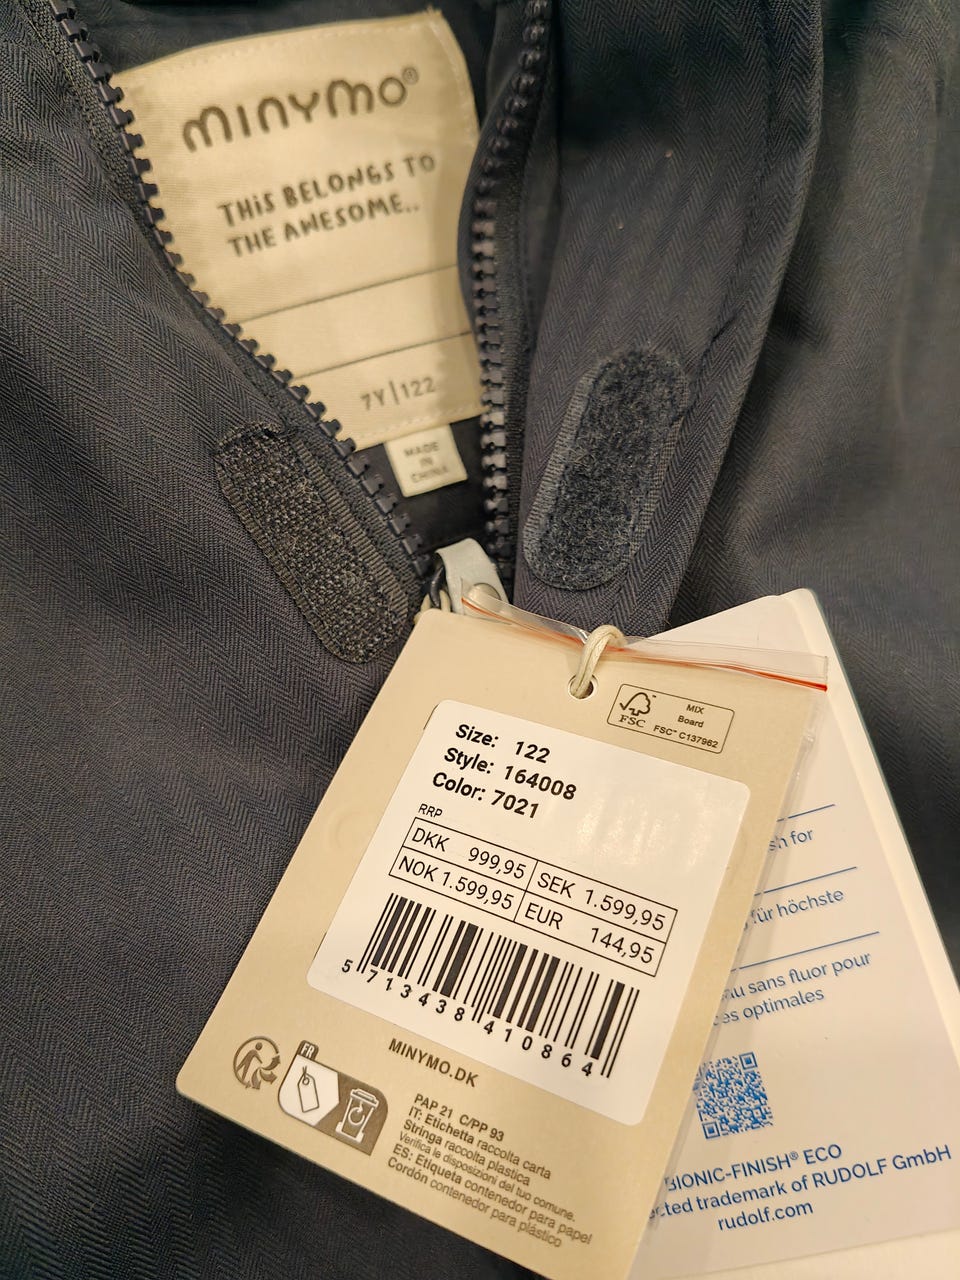 minymo®
THIS BELONGS TO
THE AWESOME..
7Y|122
MADE
IN
CHINA
FSC
MIX
Board
FSC™ C137962
Size: 122
Style: 164008
Color: 7021
RRP
DKK 999,95 SEK 1.599,95
NOK 1.599,95 EUR 144,95
5 713438 410864
MINYMO.DK
FR
PAP 21 C/PP 93
IT: Etichetta raccolta carta
Stringa raccolta plastica
Verifica le disposizioni del tuo comune.
ES: Etiqueta contenedor para papel
Cordón contenedor para plástico
for
für höchste
sans fluor pour
optimales
BIONIC-FINISH® ECO
trademark of RUDOLF GmbH
rudolf.com